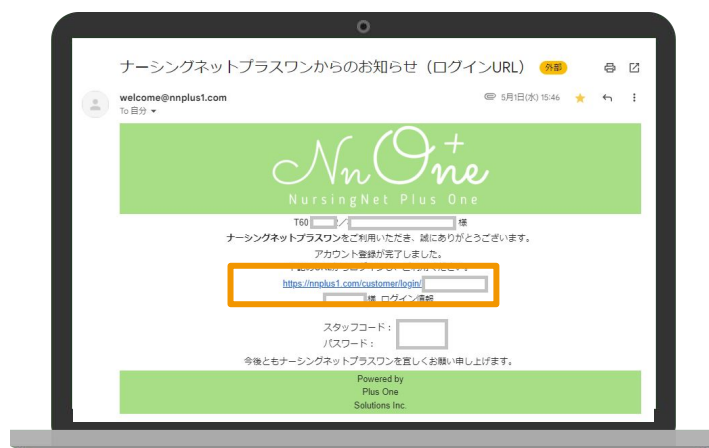 ナーシングネットプラスワンからのお知らせ（ログインURL） 外部
welcome@nnplus1.com 5月1日(水) 15:46
To 自分
NnOne+
NursingNet Plus One
T60 2／ 様
ナーシングネットプラスワンをご利用いただき、誠にありがとうございます。
アカウント登録が完了しました。
https://nnplus1.com/customer/login/
様 ログイン情報
スタッフコード：
パスワード：
今後ともナーシングネットプラスワンを宜しくお願い申し上げます。
Powered by
Plus One
Solutions Inc.